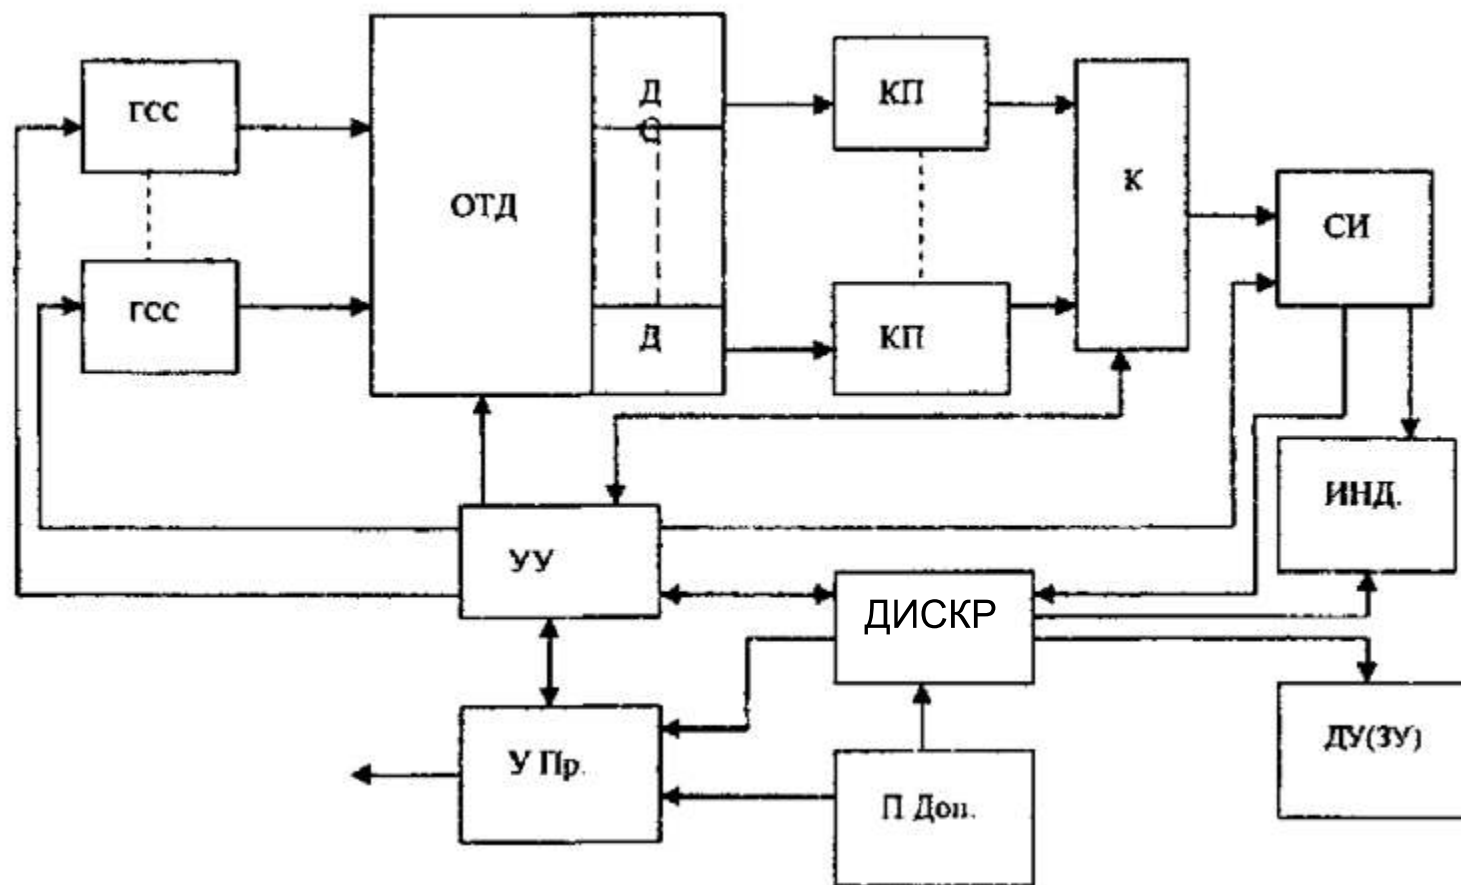 ГСС
ОТД
Д
КП
К
СИ
ГСС
Д
КП
ИНД.
УУ
ДИСКР
У Пр.
П Доп.
ДУ(ЗУ)